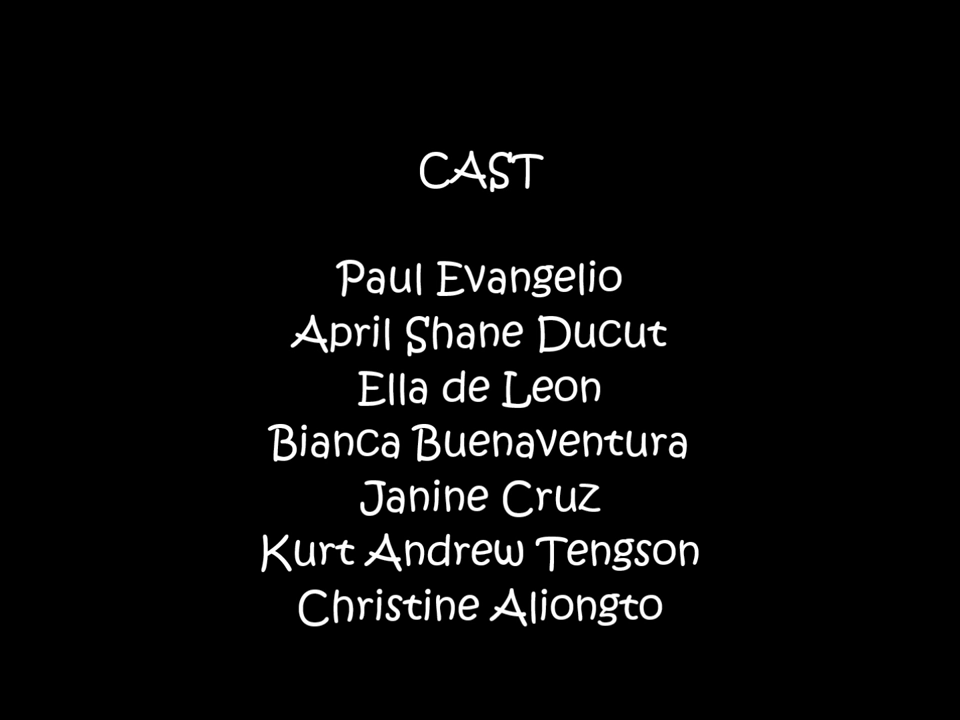 CAST
Paul Evangelio
April Shane Ducut
Ella de Leon
Bianca Buenaventura
Janine Cruz
Kurt Andrew Tengson
Christine Aliongto